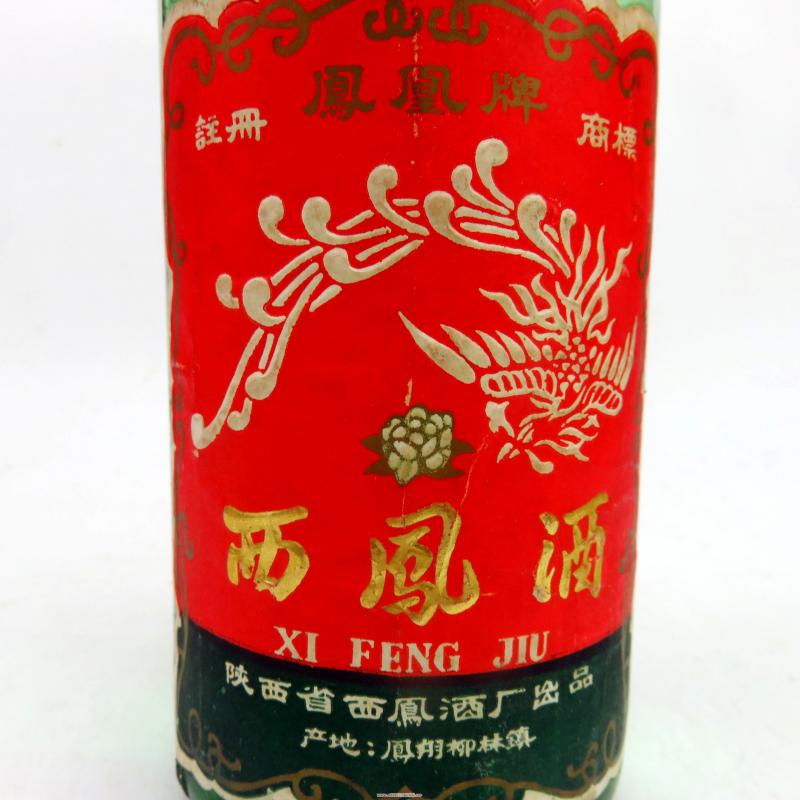 鳳凰牌
註冊 商標
西鳳酒
XI FENG JIU
陕西省西鳳酒厂出品
产地：鳳翔柳林鎮